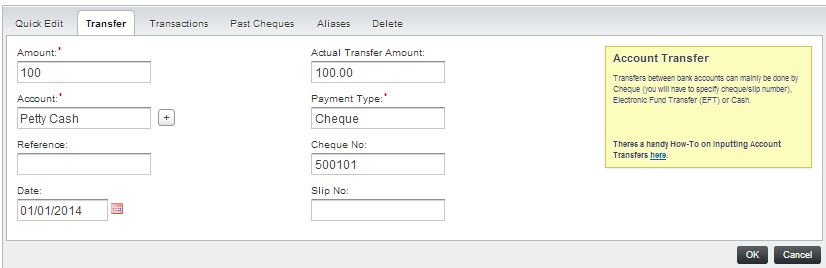 Quick Edit Transfer Transactions Past Cheques Aliases Delete
Amount:*
100
Actual Transfer Amount:
100.00
Account:*
Petty Cash
+
Payment Type:*
Cheque
Reference:
Cheque No:
500101
Date:
01/01/2014
Slip No:
Account Transfer
Transfers between bank accounts can mainly be done by
Cheque (you will have to specify cheque/slip number),
Electronic Fund Transfer (EFT) or Cash.
Theres a handy How-To on Inputting Account
Transfers here.
OK Cancel